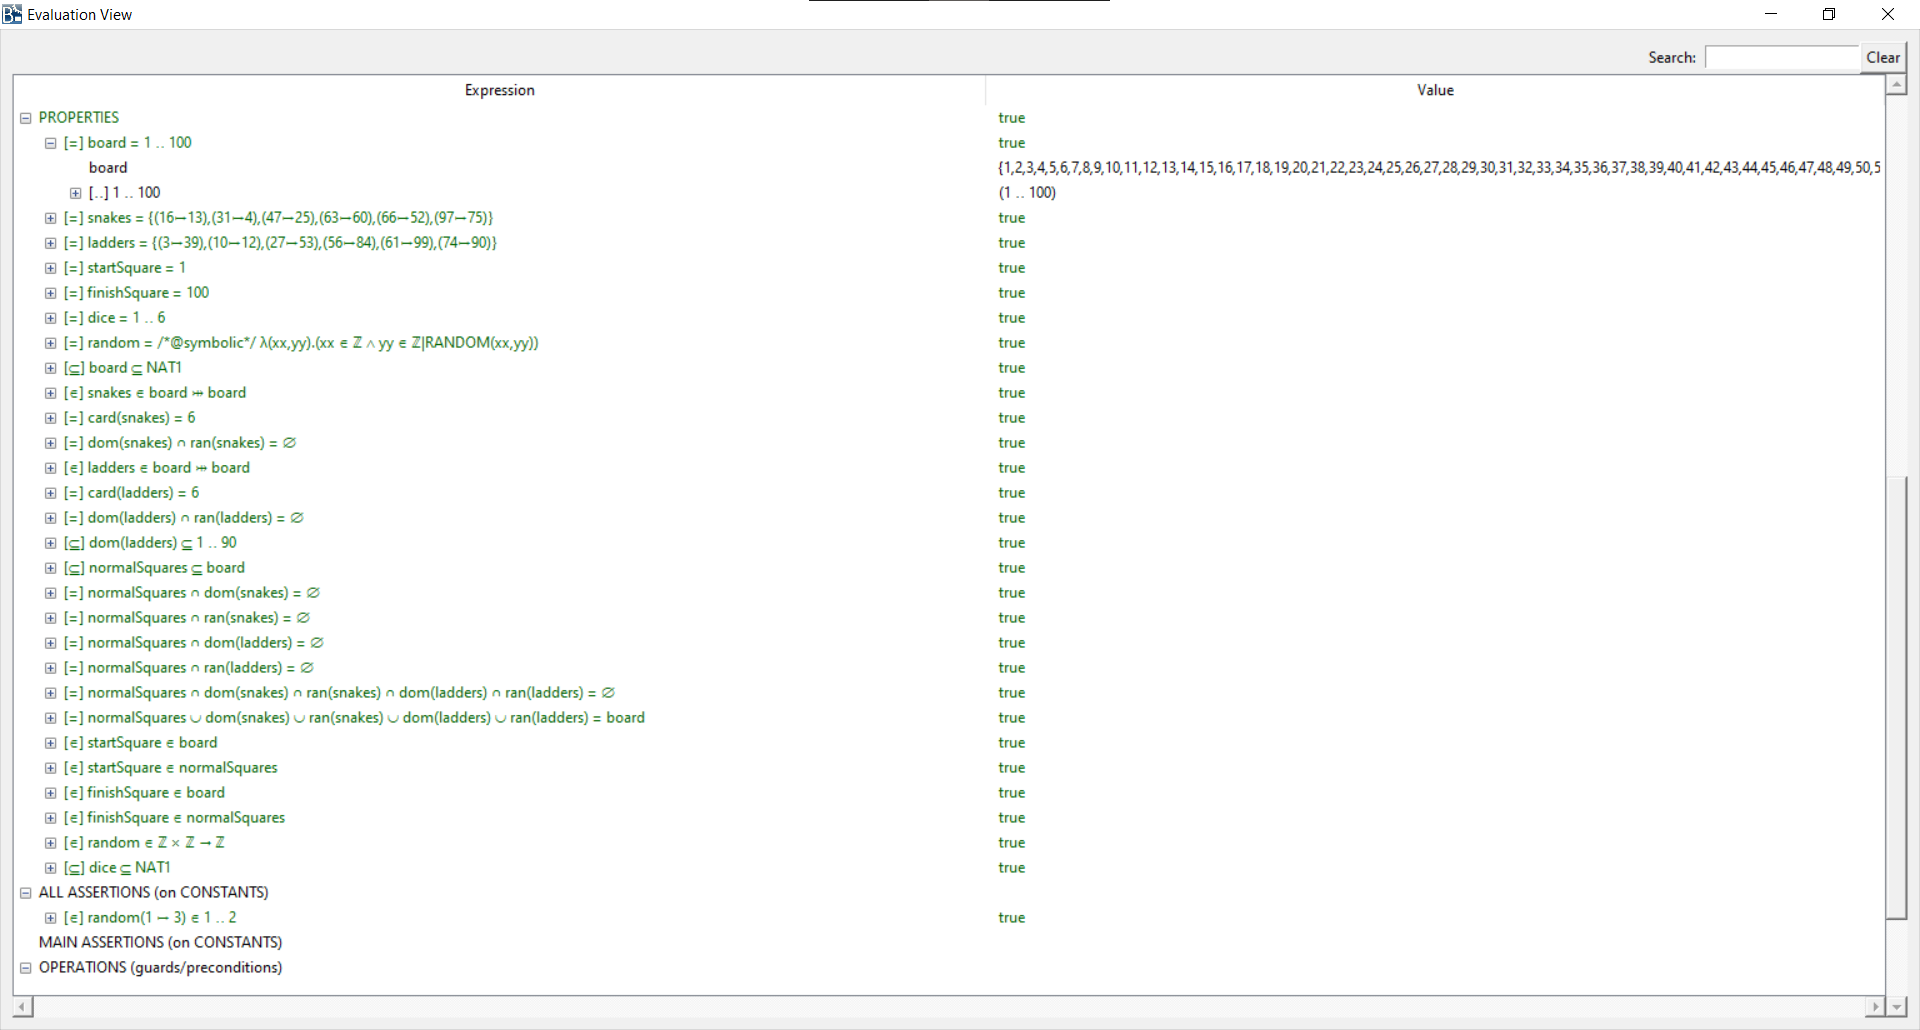 Evaluation View
Search: Clear
Expression Value
PROPERTIES true
[=] board = 1 .. 100 true
board {1,2,3,4,5,6,7,8,9,10,11,12,13,14,15,16,17,18,19,20,21,22,23,24,25,26,27,28,29,30,31,32,33,34,35,36,37,38,39,40,41,42,43,44,45,46,47,48,49,50,5
[..] 1 .. 100 (1 .. 100)
[=] snakes = {(16↦13),(31↦4),(47↦25),(63↦60),(66↦52),(97↦75)} true
[=] ladders = {(3↦39),(10↦12),(27↦53),(56↦84),(61↦99),(74↦90)} true
[=] startSquare = 1 true
[=] finishSquare = 100 true
[=] dice = 1 .. 6 true
[=] random = /*@symbolic*/ λ(xx,yy).(xx ∈ ℤ ∧ yy ∈ ℤ|RANDOM(xx,yy)) true
[⊆] board ⊆ NAT1 true
[∈] snakes ∈ board ⤔ board true
[=] card(snakes) = 6 true
[=] dom(snakes) ∩ ran(snakes) = ∅ true
[∈] ladders ∈ board ⤔ board true
[=] card(ladders) = 6 true
[=] dom(ladders) ∩ ran(ladders) = ∅ true
[⊆] dom(ladders) ⊆ 1 .. 90 true
[⊆] normalSquares ⊆ board true
[=] normalSquares ∩ dom(snakes) = ∅ true
[=] normalSquares ∩ ran(snakes) = ∅ true
[=] normalSquares ∩ dom(ladders) = ∅ true
[=] normalSquares ∩ ran(ladders) = ∅ true
[=] normalSquares ∩ dom(snakes) ∩ ran(snakes) ∩ dom(ladders) ∩ ran(ladders) = ∅ true
[=] normalSquares ∪ dom(snakes) ∪ ran(snakes) ∪ dom(ladders) ∪ ran(ladders) = board true
[∈] startSquare ∈ board true
[∈] startSquare ∈ normalSquares true
[∈] finishSquare ∈ board true
[∈] finishSquare ∈ normalSquares true
[∈] random ∈ ℤ × ℤ → ℤ true
[⊆] dice ⊆ NAT1 true
ALL ASSERTIONS (on CONSTANTS)
[∈] random(1 ↦ 3) ∈ 1 .. 2 true
MAIN ASSERTIONS (on CONSTANTS)
OPERATIONS (guards/preconditions)